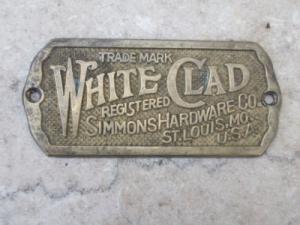 TRADE MARK
WHITE CLAD
REGISTERED
SIMMONS HARDWARE CO.
ST. LOUIS, MO.
U.S.A.